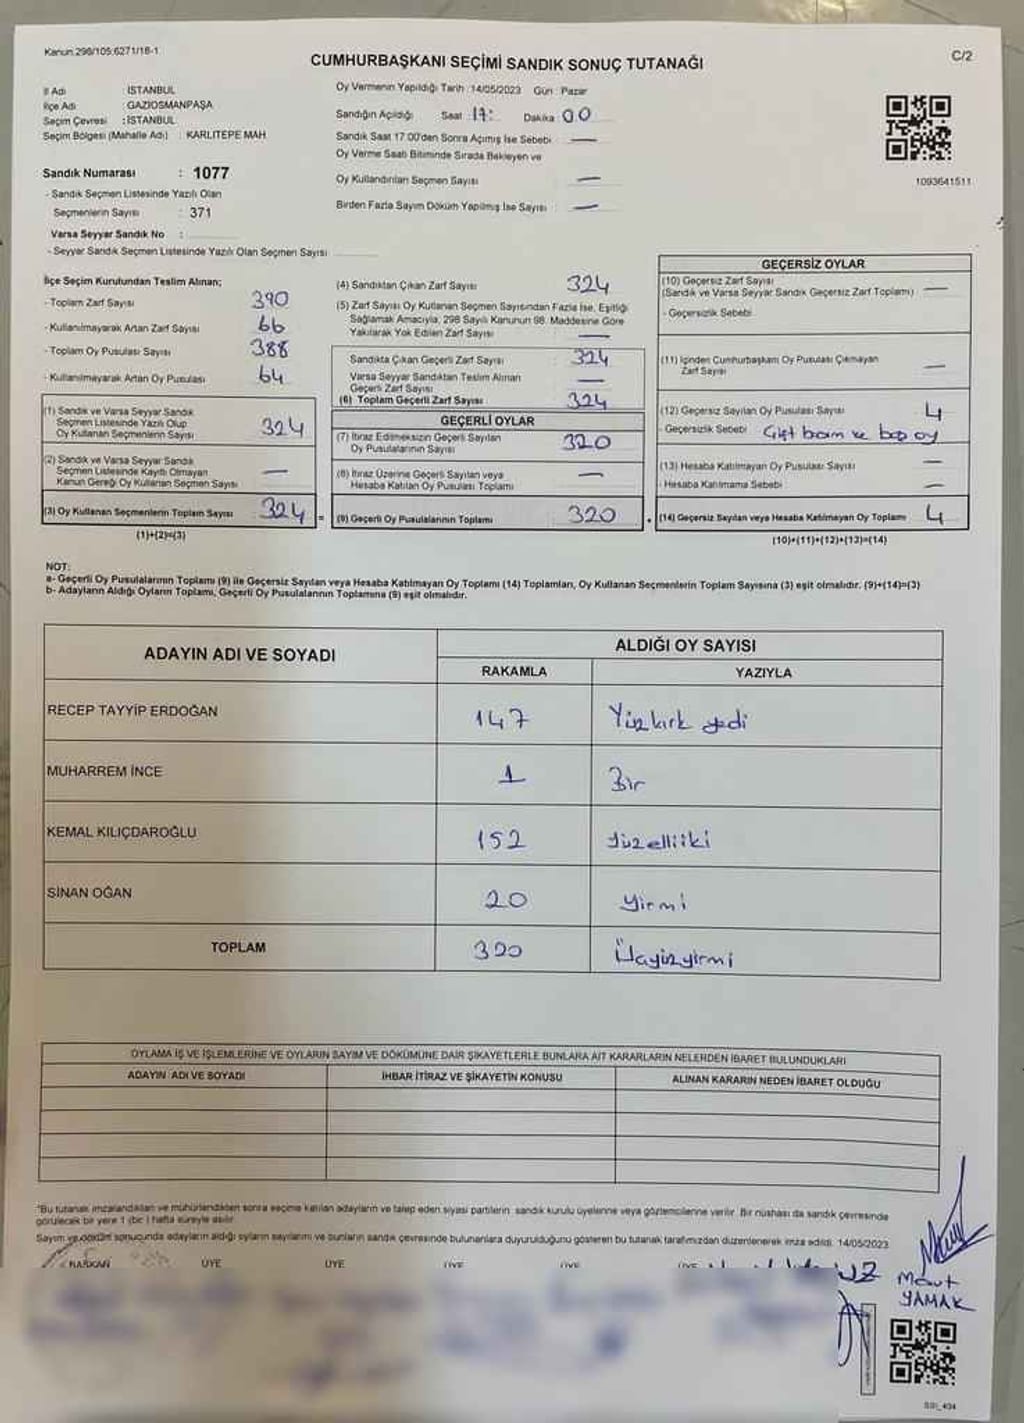 Kanun:298/105;6271/18-1
C/2
CUMHURBAŞKANI SEÇİMİ SANDIK SONUÇ TUTANAĞI
İl Adı : İSTANBUL
İlçe Adı : GAZİOSMANPAŞA
Seçim Çevresi : İSTANBUL
Seçim Bölgesi (Mahalle Adı) : KARLITEPE MAH
Sandık Numarası : 1077
- Sandık Seçmen Listesinde Yazılı Olan
Seçmenlerin Sayısı : 371
Varsa Seyyar Sandık No :
- Seyyar Sandık Seçmen Listesinde Yazılı Olan Seçmen Sayısı
Oy Vermenin Yapıldığı Tarih :14/05/2023 Gün : Pazar
Sandığın Açıldığı Saat :17: Dakika :00
Sandık Saat 17:00'den Sonra Açımış İse Sebebi : —
Oy Verme Saati Bitiminde Sırada Bekleyen ve
Oy Kullandırılan Seçmen Sayısı : —
Birden Fazla Sayım Döküm Yapılmış İse Sayısı : —
1093641511
İlçe Seçim Kurulundan Teslim Alınan;
- Toplam Zarf Sayısı 390
- Kullanılmayarak Artan Zarf Sayısı 66
- Toplam Oy Pusulası Sayısı 388
- Kullanılmayarak Artan Oy Pusulası 64
(1) Sandık ve Varsa Seyyar Sandık
Seçmen Listesinde Yazılı Olup
Oy Kullanan Seçmenlerin Sayısı 324
(2) Sandık ve Varsa Seyyar Sandık
Seçmen Listesinde Kaydı Olmayan
Kanun Gereği Oy Kullanan Seçmen Sayısı —
(3) Oy Kullanan Seçmenlerin Toplam Sayısı 324 =
(1)+(2)=(3)
(4) Sandıktan Çıkan Zarf Sayısı 324
(5) Zarf Sayısı Oy Kullanan Seçmen Sayısından Fazla İse, Eşitliği
Sağlamak Amacıyla, 298 Sayılı Kanunun 98. Maddesine Göre
Yakılarak Yok Edilen Zarf Sayısı —
Sandıkta Çıkan Geçerli Zarf Sayısı : 324
Varsa Seyyar Sandıktan Teslim Alınan
Geçerli Zarf Sayısı —
(6) Toplam Geçerli Zarf Sayısı 324
GEÇERLİ OYLAR
(7) İtiraz Edilmeksizin Geçerli Sayılan
Oy Pusulalarının Sayısı 320
(8) İtiraz Üzerine Geçerli Sayılan veya
Hesaba Katılan Oy Pusulası Toplamı —
(9) Geçerli Oy Pusulalarının Toplamı 320
GEÇERSİZ OYLAR
(10) Geçersiz Zarf Sayısı
(Sandık ve Varsa Seyyar Sandık Geçersiz Zarf Toplamı) —
- Geçersizlik Sebebi
(11) İçinden Cumhurbaşkanı Oy Pusulası Çıkmayan
Zarf Sayısı —
(12) Geçersiz Sayılan Oy Pusulası Sayısı 4
- Geçersizlik Sebebi Çift ve boş oy
(13) Hesaba Katılmayan Oy Pusulası Sayısı —
- Hesaba Katılmama Sebebi —
(14) Geçersiz Sayılan veya Hesaba Katılmayan Oy Toplamı 4
(10)+(11)+(12)+(13)=(14)
NOT:
a- Geçerli Oy Pusulalarının Toplamı (9) ile Geçersiz Sayılan veya Hesaba Katılmayan Oy Toplamı (14) Toplamları, Oy Kullanan Seçmenlerin Toplam Sayısına (3) eşit olmalıdır. (9)+(14)=(3)
b- Adayların Aldığı Oyların Toplamı, Geçerli Oy Pusulalarının Toplamına (9) eşit olmalıdır.
ADAYIN ADI VE SOYADI
ALDIĞI OY SAYISI
RAKAMLA YAZIYLA
RECEP TAYYİP ERDOĞAN 147 Yüzkırk yedi
MUHARREM İNCE 1 Bir
KEMAL KILIÇDAROĞLU 152 yüzelliiki
SİNAN OĞAN 20 yirmi
TOPLAM 320 Üçyüzyirmi
OYLAMA İŞ VE İŞLEMLERİNE VE OYLARIN SAYIM VE DÖKÜMÜNE DAİR ŞİKAYETLERLE BUNLARA AİT KARARLARIN NELERDEN İBARET BULUNDUKLARI
ADAYIN ADI VE SOYADI İHBAR İTİRAZ VE ŞİKAYETİN KONUSU ALINAN KARARIN NEDEN İBARET OLDUĞU
*Bu tutanak imzalandıktan ve mühürlendikten sonra seçime katılan adayların ve talep eden siyasi partilerin sandık kurulu üyelerine veya gözlemcilerine verilir. Bir nüshası da sandık çevresinde
görülecek bir yere 1 (bir) hafta süreyle asılır.
Sayım ve döküm sonucunda adayların aldığı oyların sayılarını ve bunların sandık çevresinde bulunanlara duyurulduğunu gösteren bu tutanak tarafımızdan düzenlenerek imza edildi. 14/05/2023
BAŞKAN ÜYE ÜYE ÜYE ÜYE ÜYE
YAMAK